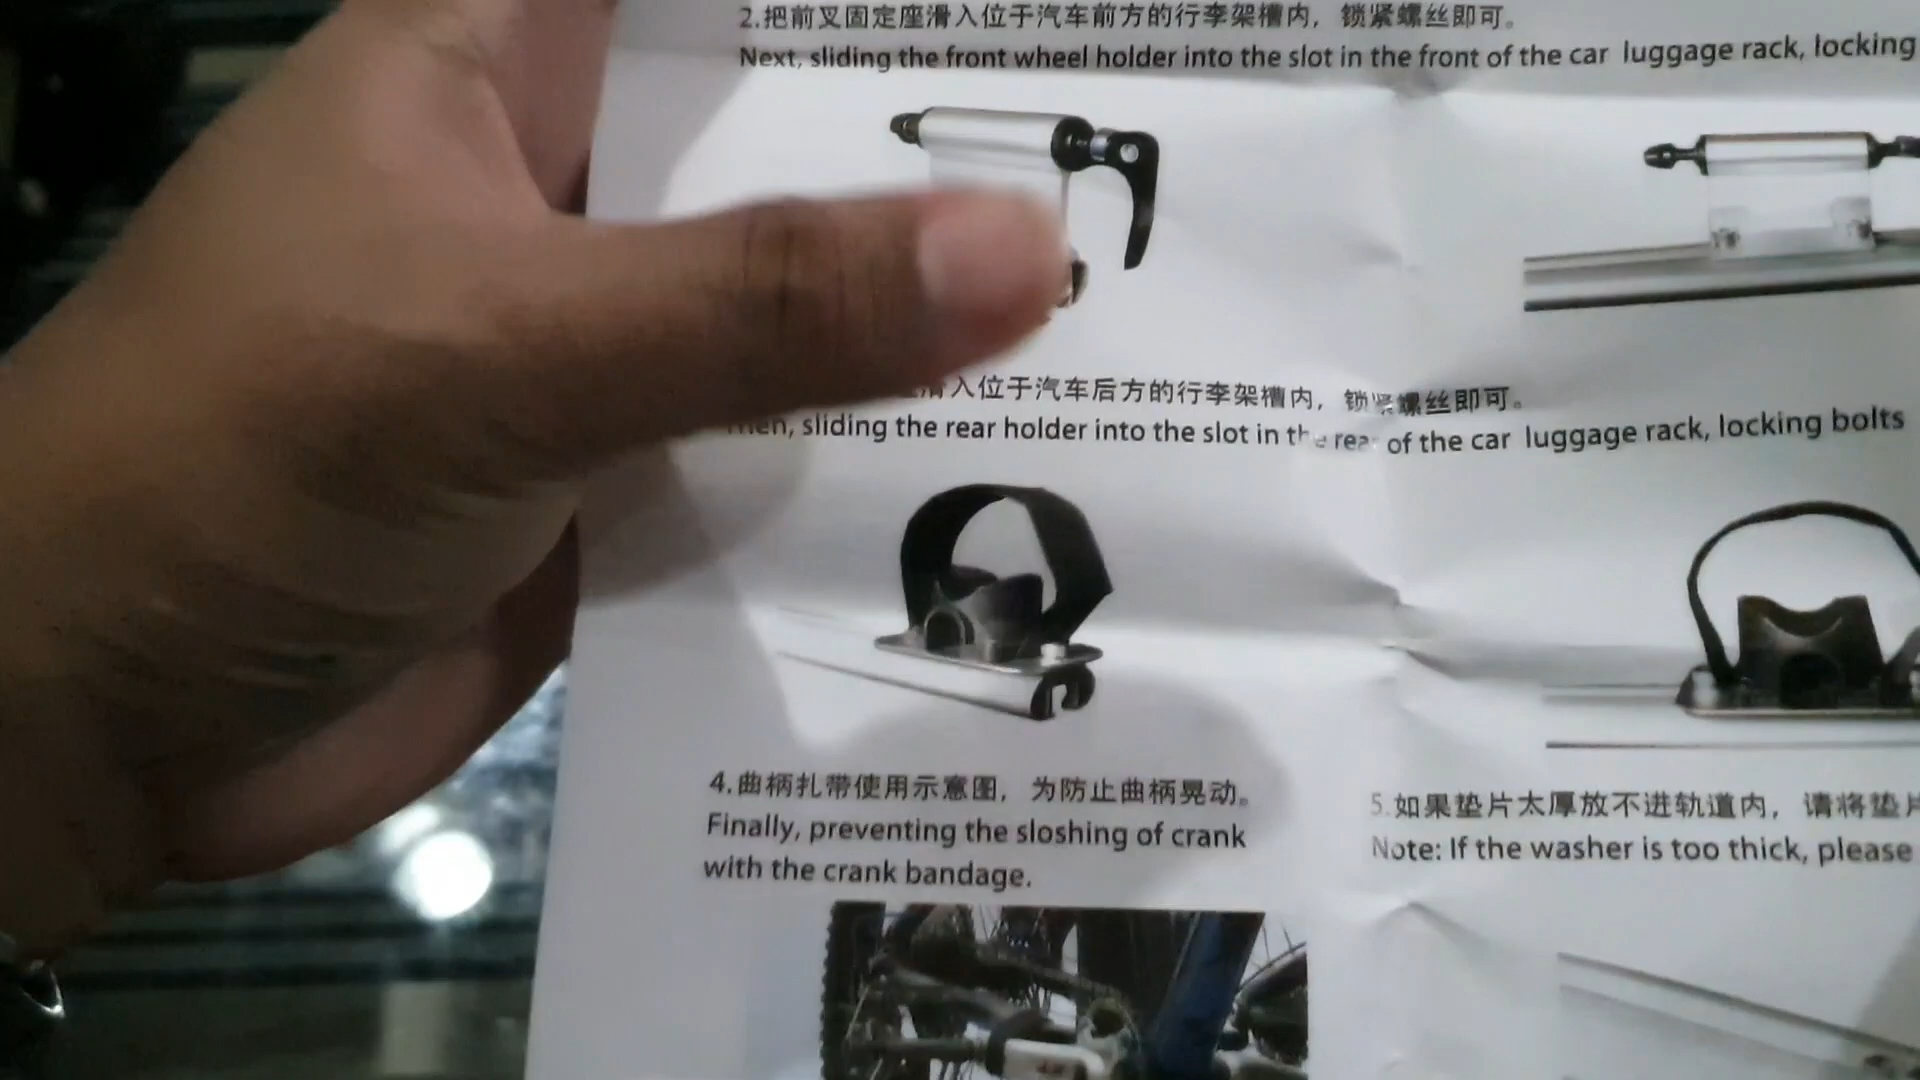 2.把前叉固定座滑入位于汽车前方的行李架槽内，锁紧螺丝即可。
Next, sliding the front wheel holder into the slot in the front of the car luggage rack, locking
滑入位于汽车后方的行李架槽内，锁紧螺丝即可。
Then, sliding the rear holder into the slot in the rear of the car luggage rack, locking bolts
4.曲柄扎带使用示意图，为防止曲柄晃动。
Finally, preventing the sloshing of crank
with the crank bandage.
5.如果垫片太厚放不进轨道内，请将垫片
Note: If the washer is too thick, please